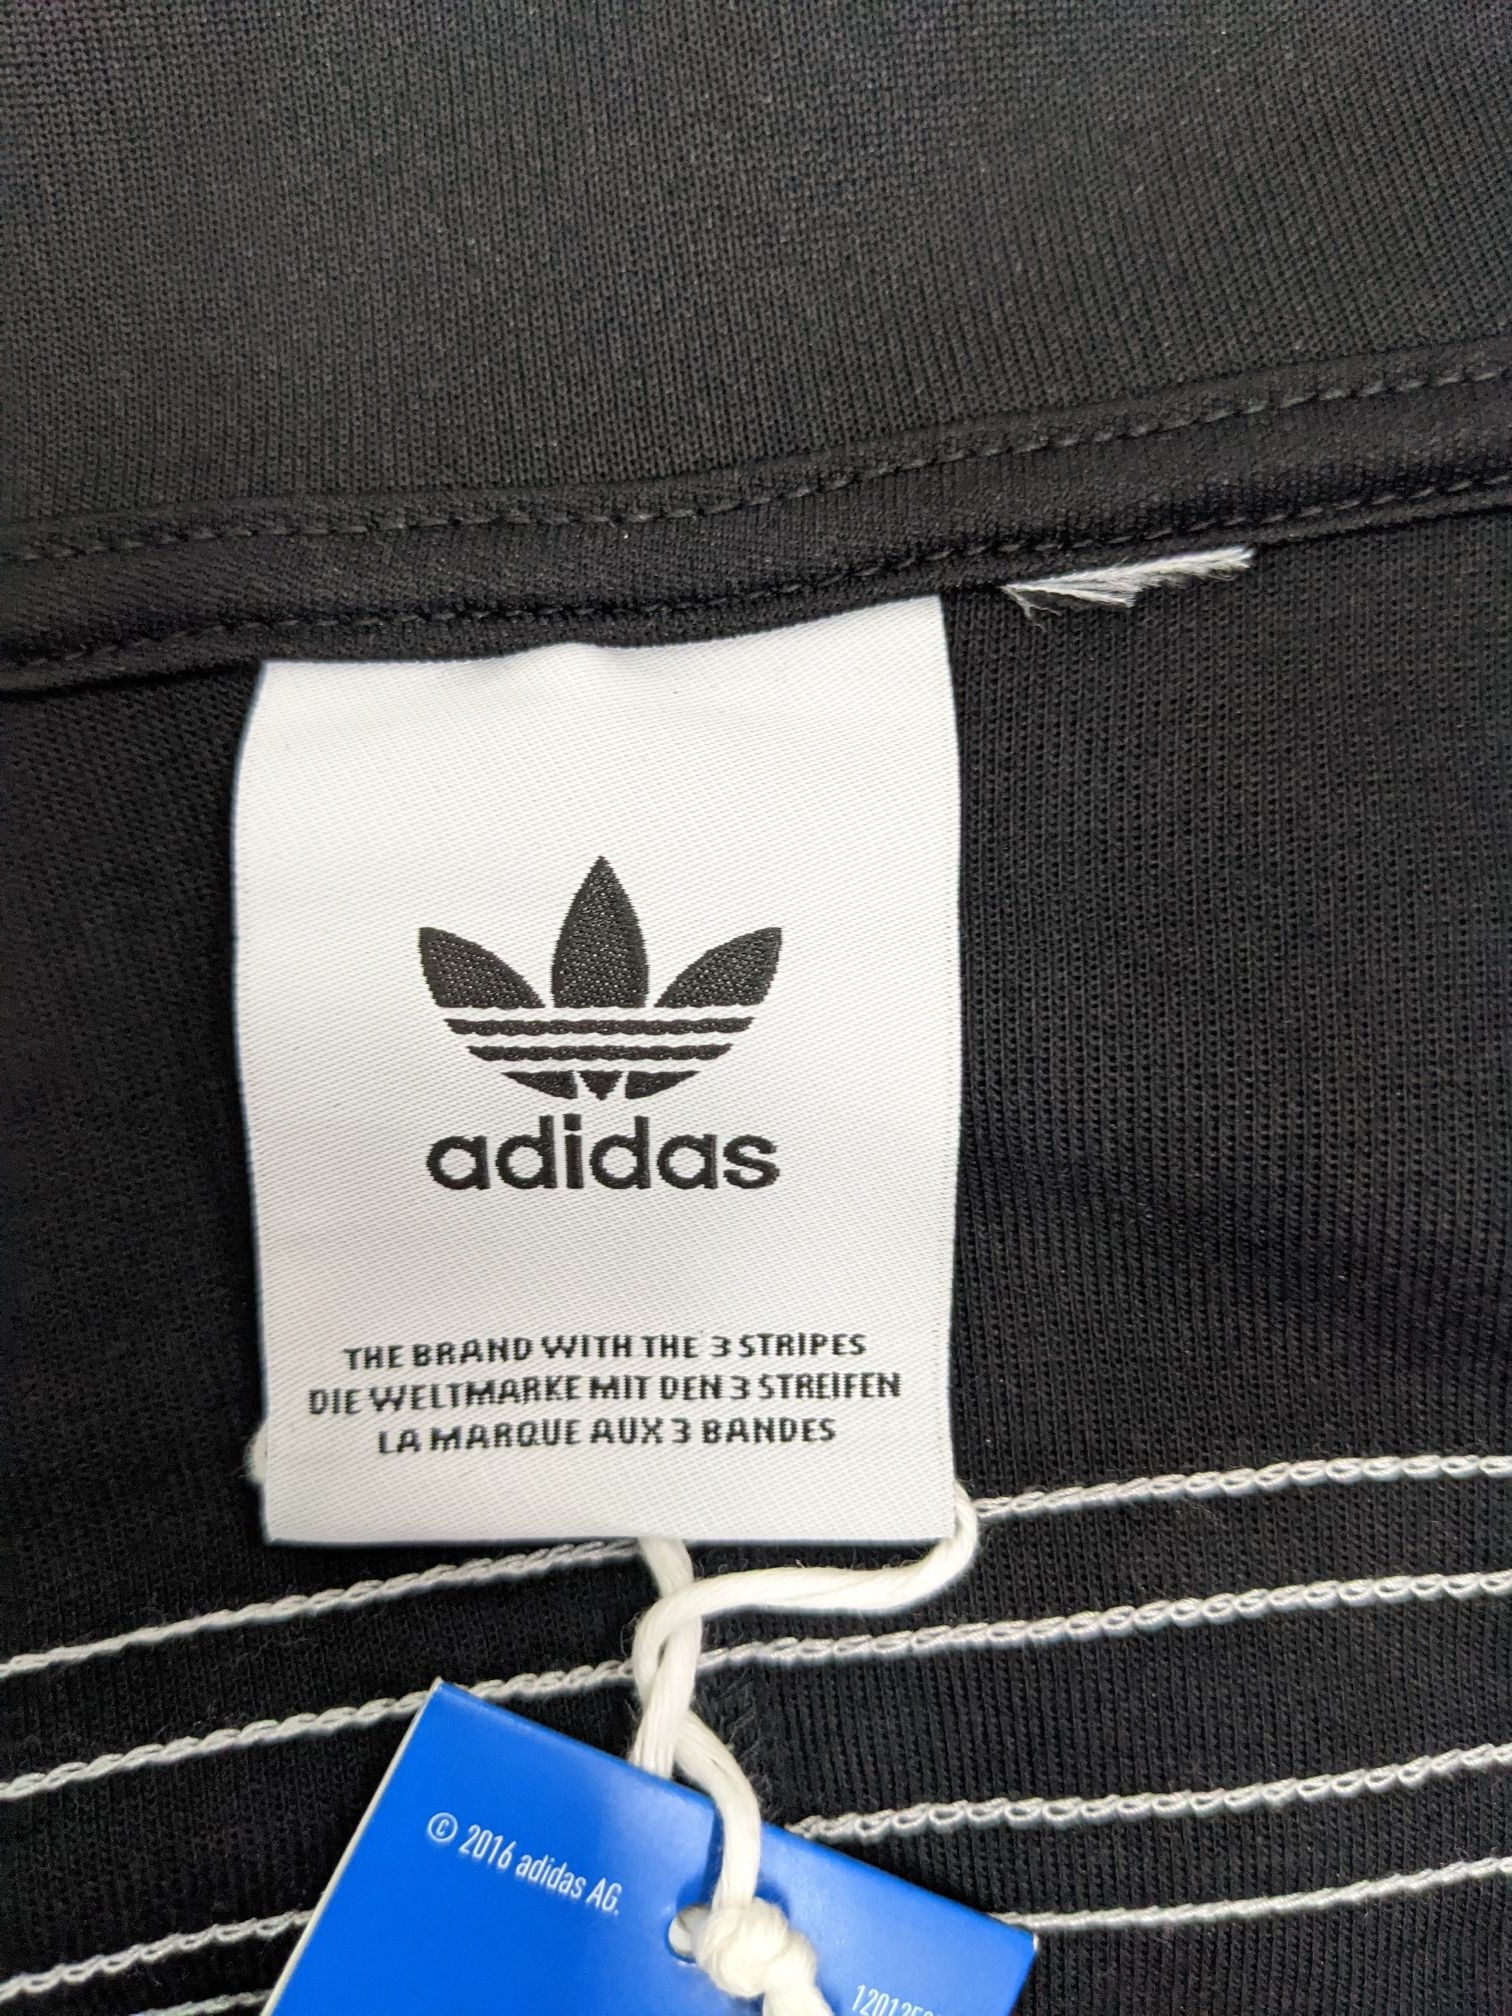 adidas
THE BRAND WITH THE 3 STRIPES
DIE WELTMARKE MIT DEN 3 STREIFEN
LA MARQUE AUX 3 BANDES
© 2016 adidas AG.